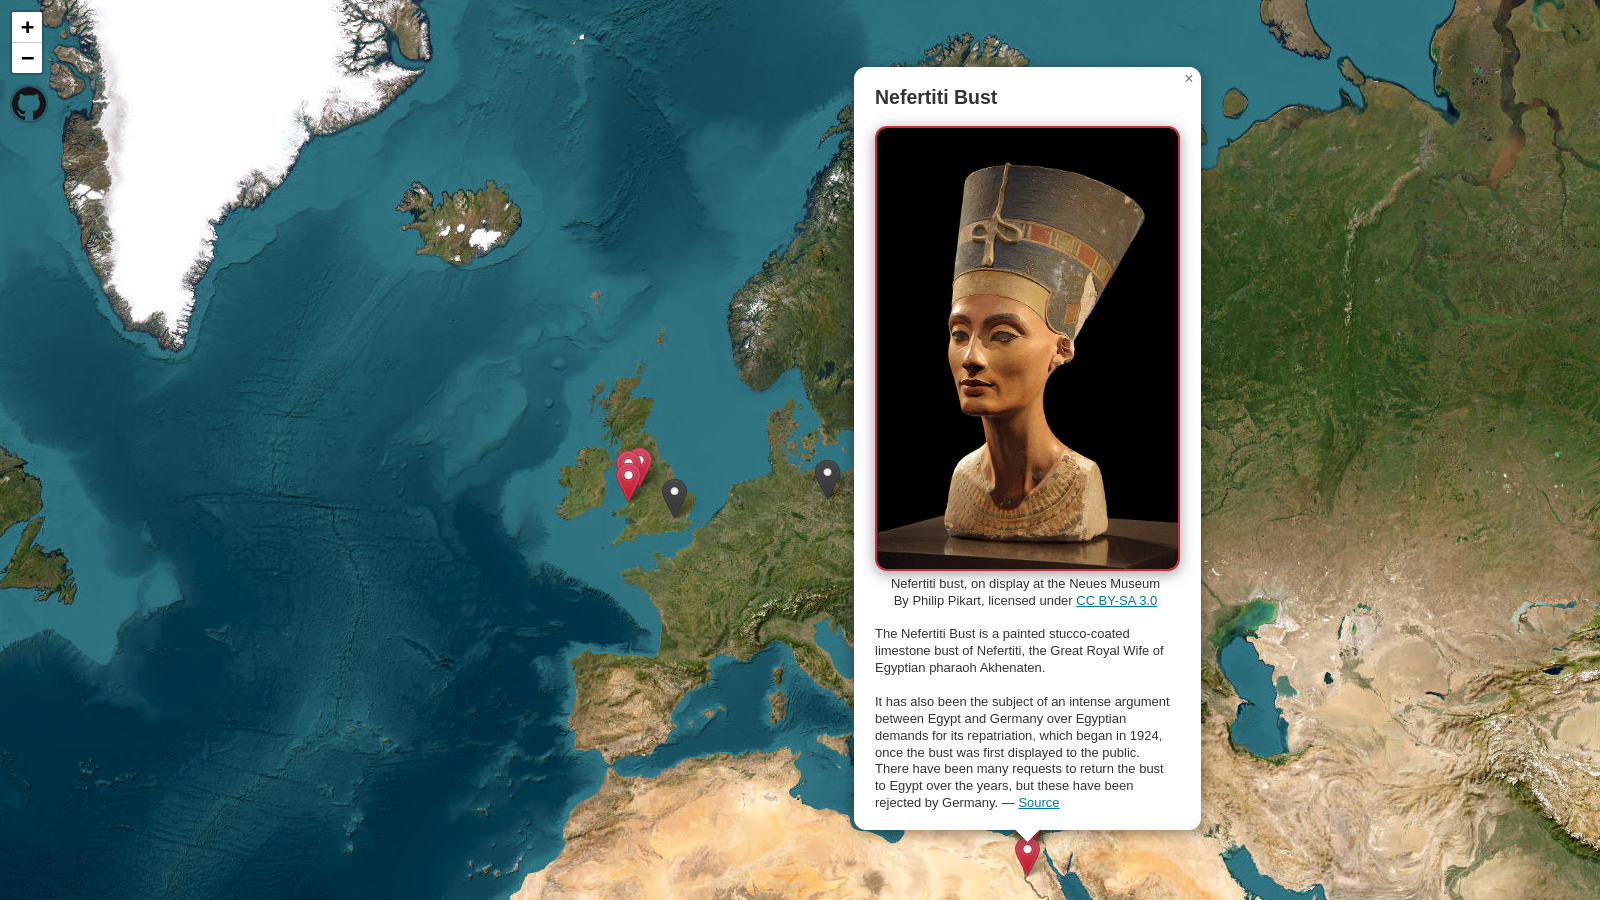 +
−
×
Nefertiti Bust
Nefertiti bust, on display at the Neues Museum
By Philip Pikart, licensed under CC BY-SA 3.0
The Nefertiti Bust is a painted stucco-coated
limestone bust of Nefertiti, the Great Royal Wife of
Egyptian pharaoh Akhenaten.
It has also been the subject of an intense argument
between Egypt and Germany over Egyptian
demands for its repatriation, which began in 1924,
once the bust was first displayed to the public.
There have been many requests to return the bust
to Egypt over the years, but these have been
rejected by Germany. — Source